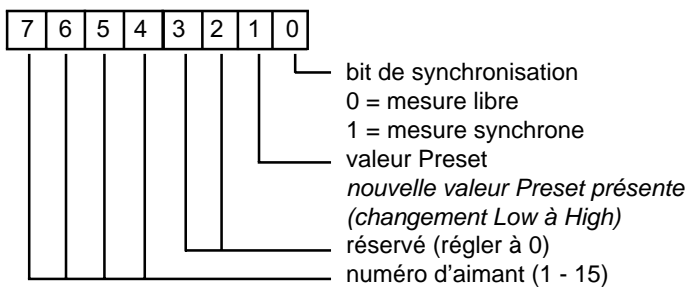 7 6 5 4 3 2 1 0
bit de synchronisation
0 = mesure libre
1 = mesure synchrone
valeur Preset
nouvelle valeur Preset présente
(changement Low à High)
réservé (régler à 0)
numéro d'aimant (1 - 15)